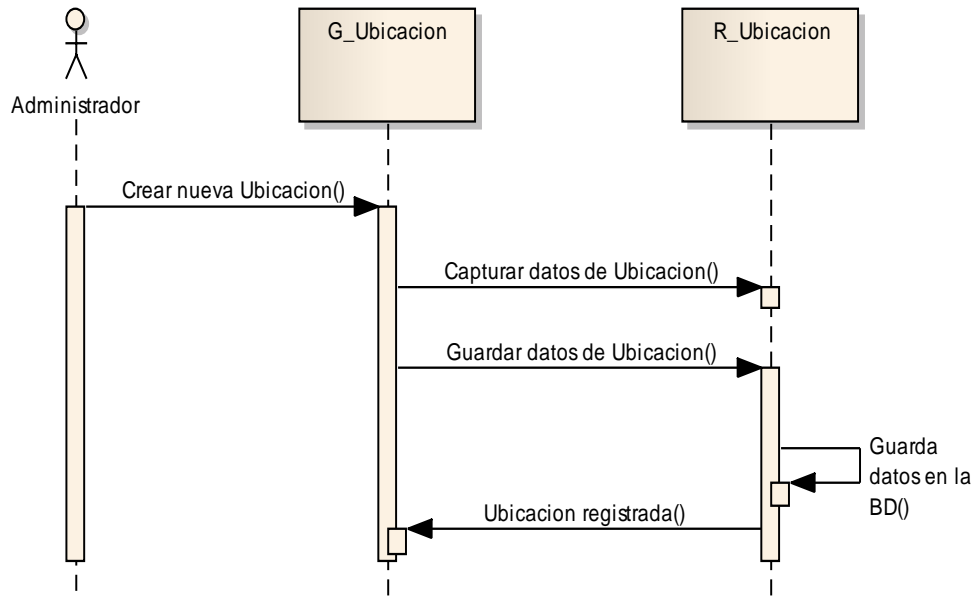 G_Ubicacion
R_Ubicacion
Administrador
Crear nueva Ubicacion()
Capturar datos de Ubicacion()
Guardar datos de Ubicacion()
Guarda
datos en la
BD()
Ubicacion registrada()